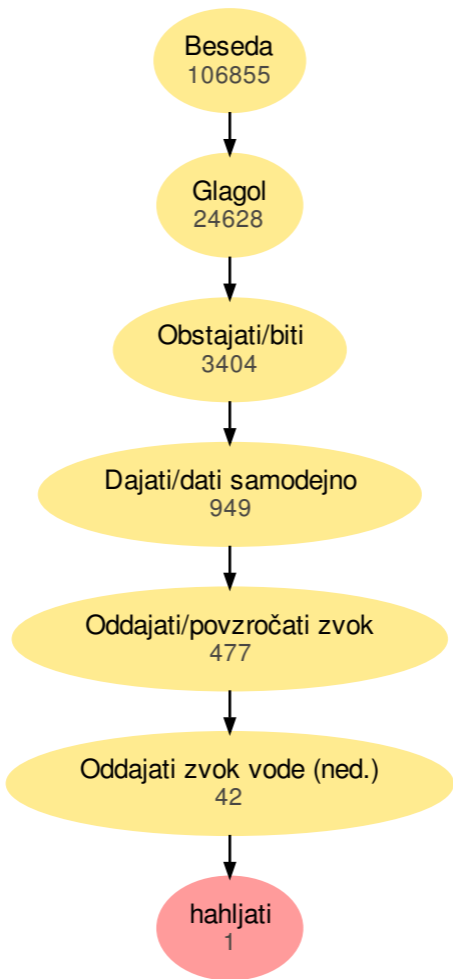 Beseda
106855
Glagol
24628
Obstajati/biti
3404
Dajati/dati samodejno
949
Oddajati/povzročati zvok
477
Oddajati zvok vode (ned.)
42
hahljati
1